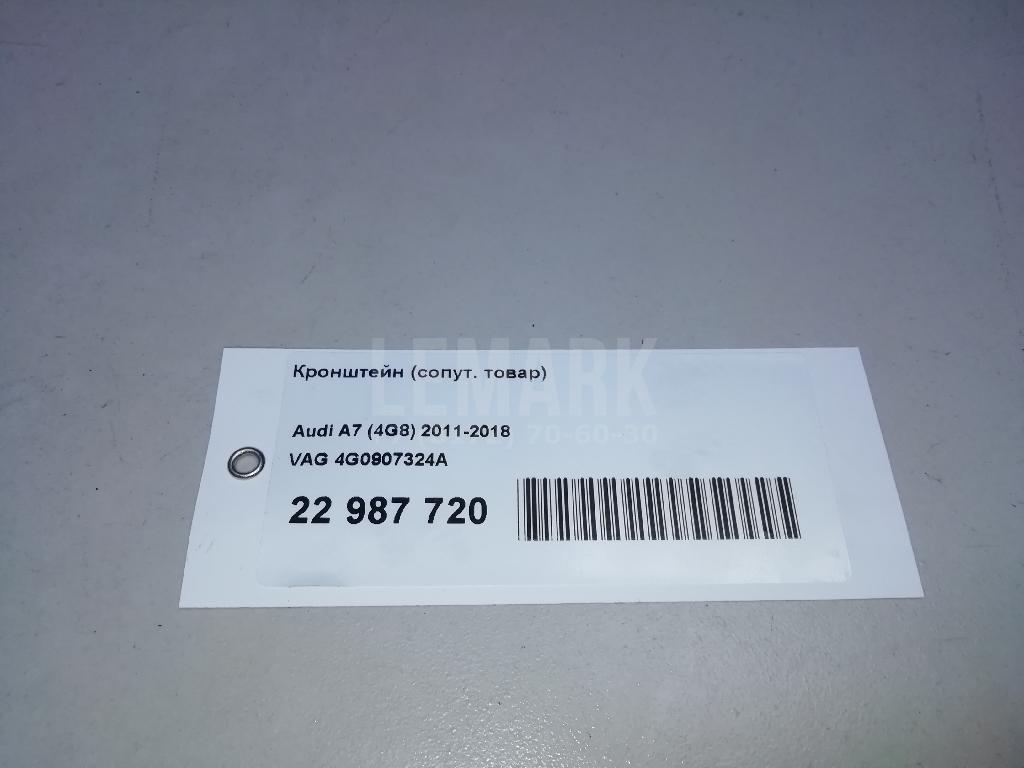 LEMARK
Кронштейн (сопут. товар)
Audi A7 (4G8) 2011-2018
70-60-30
VAG 4G0907324A
22 987 720